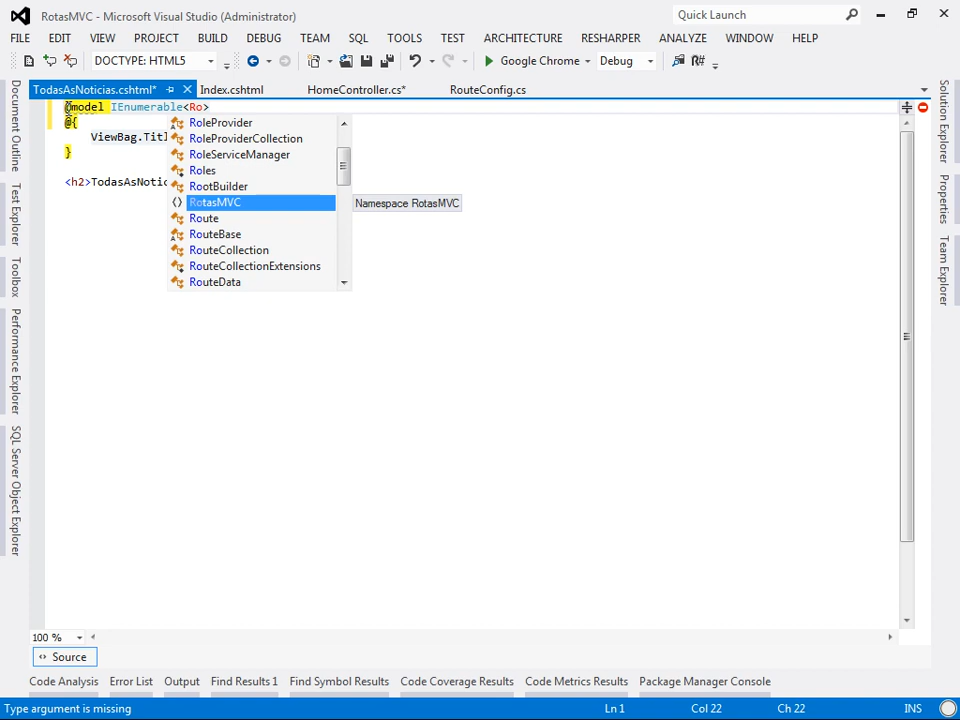 RotasMVC - Microsoft Visual Studio (Administrator)
Quick Launch
FILE EDIT VIEW PROJECT BUILD DEBUG TEAM SQL TOOLS TEST ARCHITECTURE RESHARPER ANALYZE WINDOW HELP
DOCTYPE: HTML5 Google Chrome Debug R#
TodasAsNoticias.cshtml* Index.cshtml HomeController.cs* RouteConfig.cs
@model IEnumerable<Ro>
@{
ViewBag.Titl
}
<h2>TodasAsNotic
RoleProvider
RoleProviderCollection
RoleServiceManager
Roles
RootBuilder
RotasMVC
Namespace RotasMVC
Route
RouteBase
RouteCollection
RouteCollectionExtensions
RouteData
Document Outline
Test Explorer
Toolbox
Performance Explorer
SQL Server Object Explorer
Solution Explorer
Properties
Team Explorer
100 %
Source
Code Analysis Error List Output Find Results 1 Find Symbol Results Code Coverage Results Code Metrics Results Package Manager Console
Type argument is missing Ln 1 Col 22 Ch 22 INS